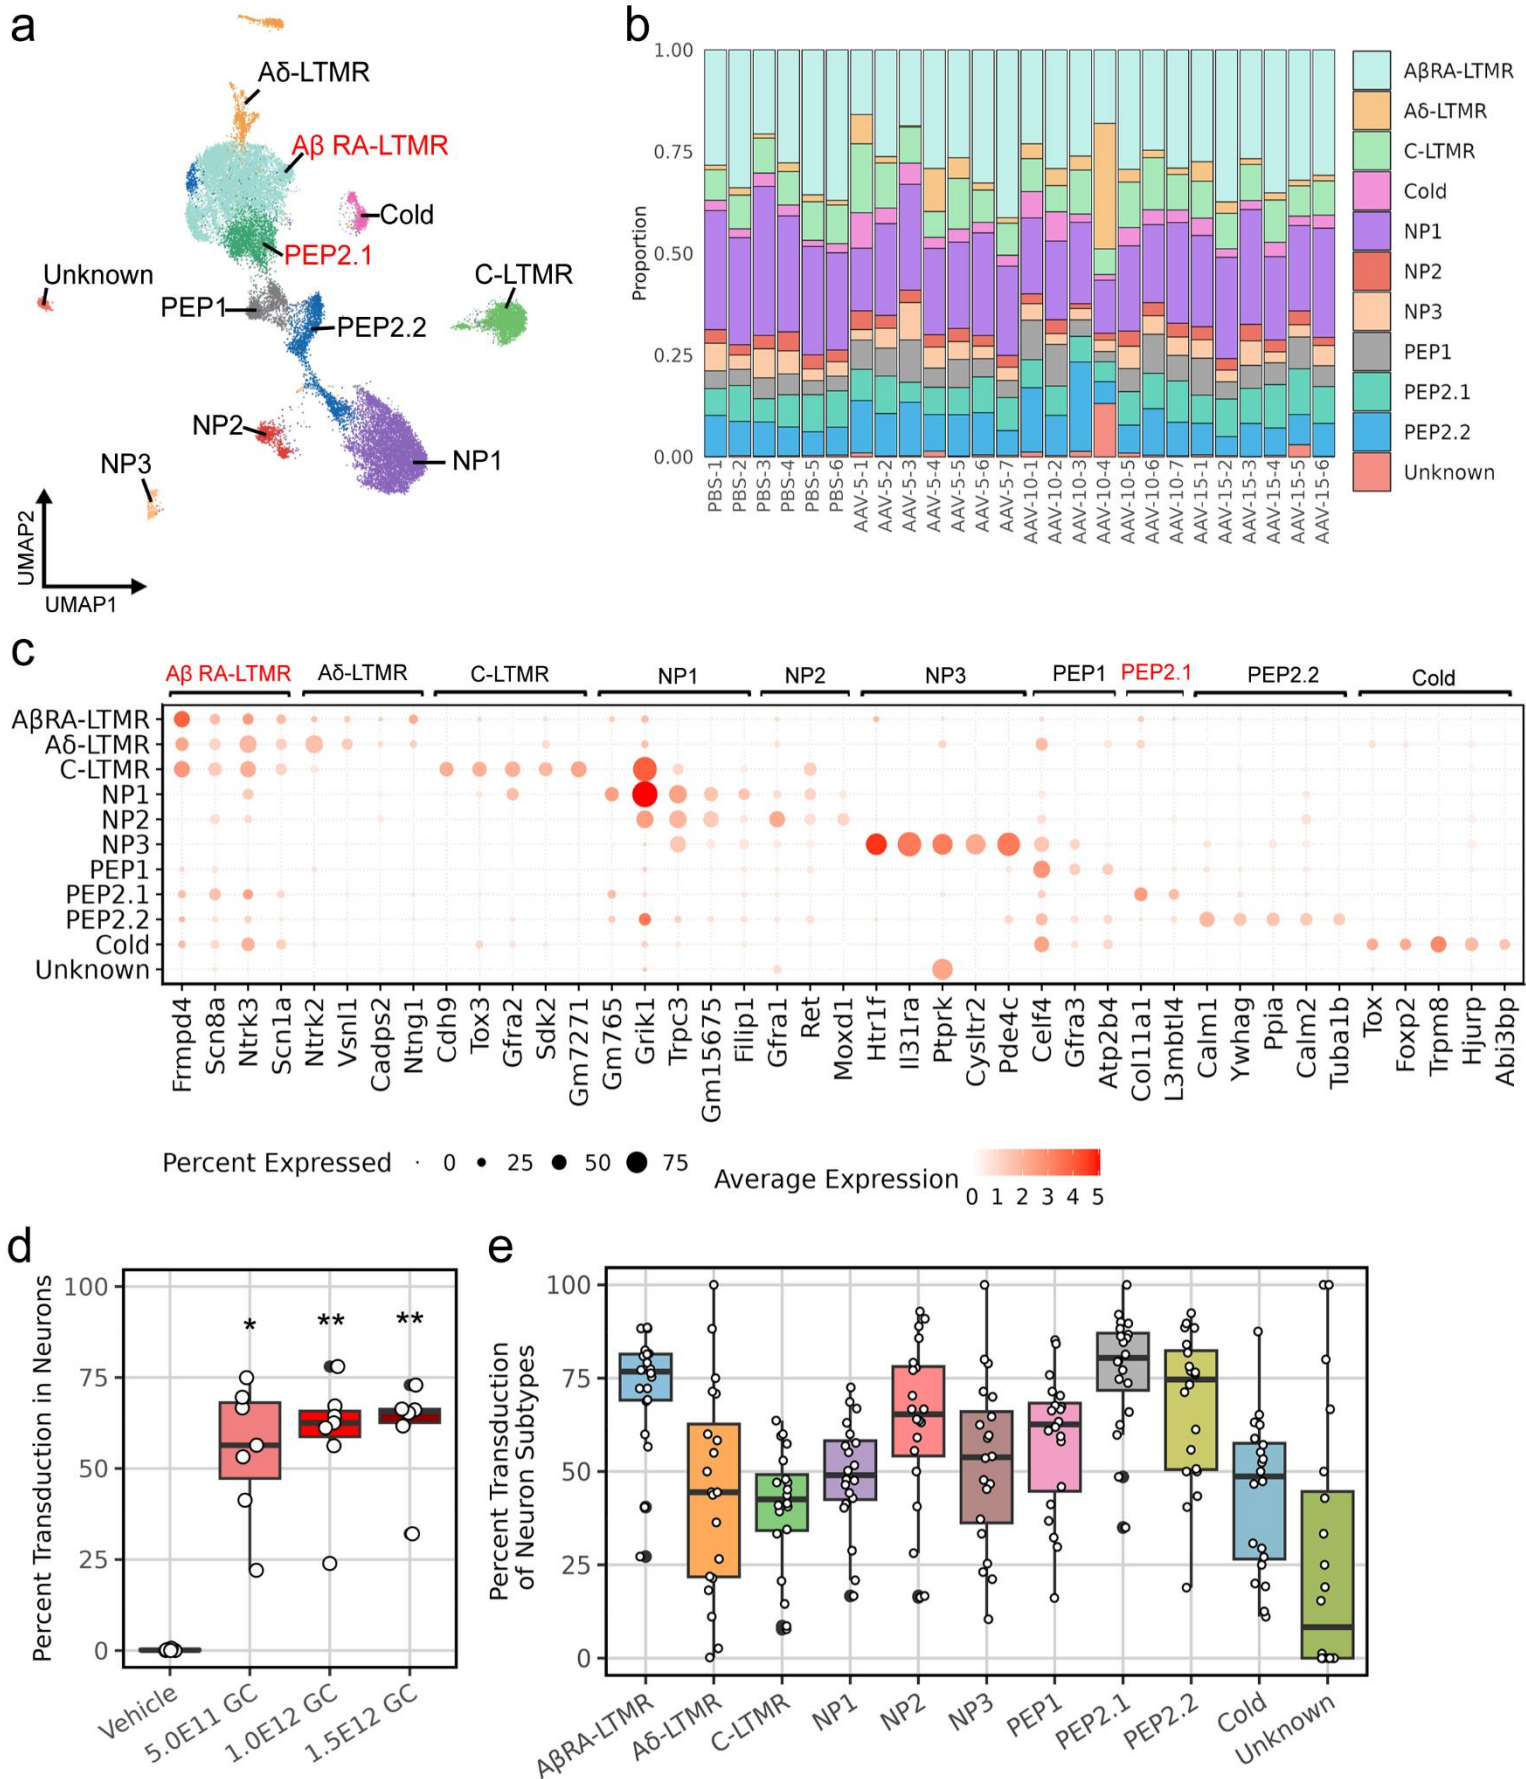 a
Aδ-LTMR
Aβ RA-LTMR
Cold
PEP2.1
Unknown
C-LTMR
PEP1
PEP2.2
NP2
NP3
NP1
UMAP2
UMAP1
b
Proportion
1.00
0.75
0.50
0.25
0.00
PBS-1
PBS-2
PBS-3
PBS-4
PBS-5
PBS-6
AAV-5-1
AAV-5-2
AAV-5-3
AAV-5-4
AAV-5-5
AAV-5-6
AAV-5-7
AAV-10-1
AAV-10-2
AAV-10-3
AAV-10-4
AAV-10-5
AAV-10-6
AAV-10-7
AAV-15-1
AAV-15-2
AAV-15-3
AAV-15-4
AAV-15-5
AAV-15-6
AβRA-LTMR
Aδ-LTMR
C-LTMR
Cold
NP1
NP2
NP3
PEP1
PEP2.1
PEP2.2
Unknown
c
Aβ RA-LTMR Aδ-LTMR C-LTMR NP1 NP2 NP3 PEP1 PEP2.1 PEP2.2 Cold
AβRA-LTMR
Aδ-LTMR
C-LTMR
NP1
NP2
NP3
PEP1
PEP2.1
PEP2.2
Cold
Unknown
Frmpd4
Scn8a
Ntrk3
Scn1a
Ntrk2
Vsnl1
Cadps2
Ntng1
Cdh9
Tox3
Gfra2
Sdk2
Gm7271
Gm765
Grik1
Trpc3
Gm15675
Filip1
Gfra1
Ret
Moxd1
Htr1f
Il31ra
Ptprk
Cysltr2
Pde4c
Celf4
Gfra3
Atp2b4
Col11a1
L3mbtl4
Calm1
Ywhag
Ppia
Calm2
Tuba1b
Tox
Foxp2
Trpm8
Hjurp
Abi3bp
Percent Expressed 0 25 50 75
Average Expression
0 1 2 3 4 5
d
Percent Transduction in Neurons
100
75
50
25
0
* ** **
Vehicle
5.0E11 GC
1.0E12 GC
1.5E12 GC
e
Percent Transduction
of Neuron Subtypes
100
75
50
25
0
AβRA-LTMR
Aδ-LTMR
C-LTMR
NP1
NP2
NP3
PEP1
PEP2.1
PEP2.2
Cold
Unknown